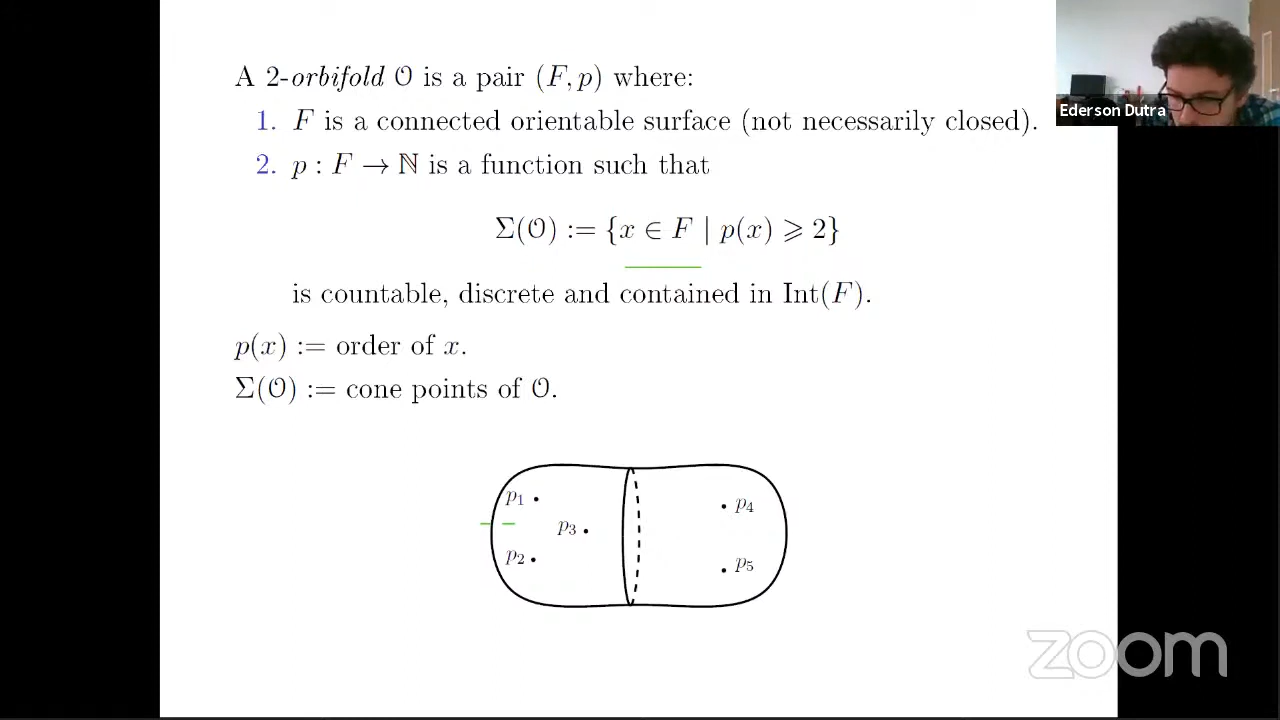 A 2-orbifold 𝒪 is a pair (F, p) where:
1. F is a connected orientable surface (not necessarily closed).
2. p : F → ℕ is a function such that
Σ(𝒪) := {x ∈ F | p(x) ⩾ 2}
is countable, discrete and contained in Int(F).
p(x) := order of x.
Σ(𝒪) := cone points of 𝒪.
p₁
p₃
p₂
p₄
p₅
Ederson Dutra
zoom